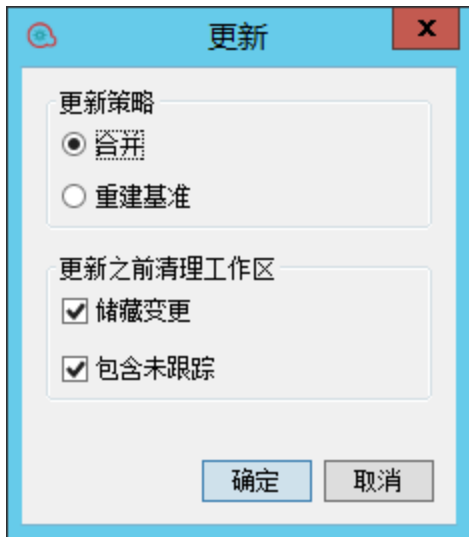 更新
x
更新策略
合并
重建基准
更新之前清理工作区
储藏变更
包含未跟踪
确定
取消